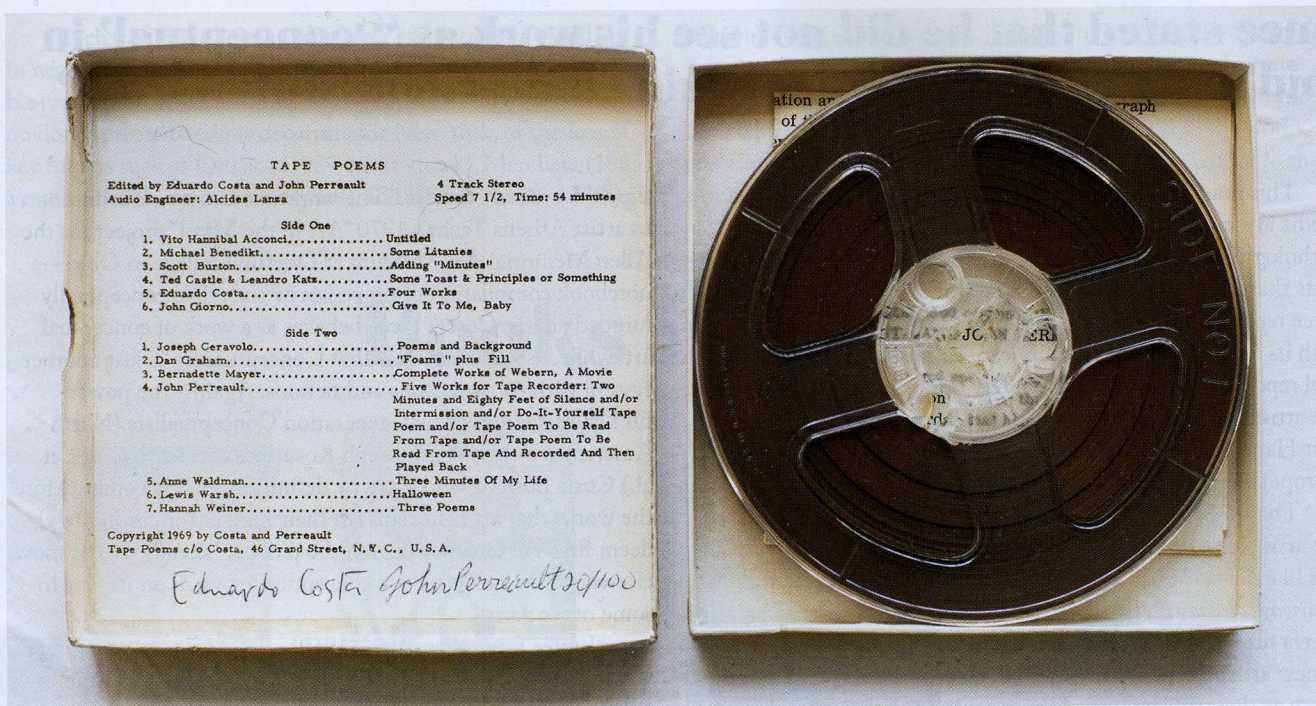 TAPE POEMS
Edited by Eduardo Costa and John Perreault 4 Track Stereo
Audio Engineer: Alcides Lanza Speed 7 1/2, Time: 54 minutes
Side One
1. Vito Hannibal Acconci.............Untitled
2. Michael Benedikt..................Some Litanies
3. Scott Burton......................Adding "Minutes"
4. Ted Castle & Leandro Katz.........Some Toast & Principles or Something
5. Eduardo Costa.....................Four Works
6. John Giorno.......................Give It To Me, Baby
Side Two
1. Joseph Ceravolo...................Poems and Background
2. Dan Graham........................"Foams" plus Fill
3. Bernadette Mayer..................Complete Works of Webern, A Movie
4. John Perreault....................Five Works for Tape Recorder: Two
Minutes and Eighty Feet of Silence and/or
Intermission and/or Do-It-Yourself Tape
Poem and/or Tape Poem To Be Read
From Tape and/or Tape Poem To Be
Read From Tape And Recorded And Then
Played Back
5. Anne Waldman......................Three Minutes Of My Life
6. Lewis Warsh.......................Halloween
7. Hannah Weiner.....................Three Poems
Copyright 1969 by Costa and Perreault
Tape Poems c/o Costa, 46 Grand Street, N.Y.C., U.S.A.
Eduardo Costa John Perreault 20/100
ation
raph
of
SIDE NO1
JO